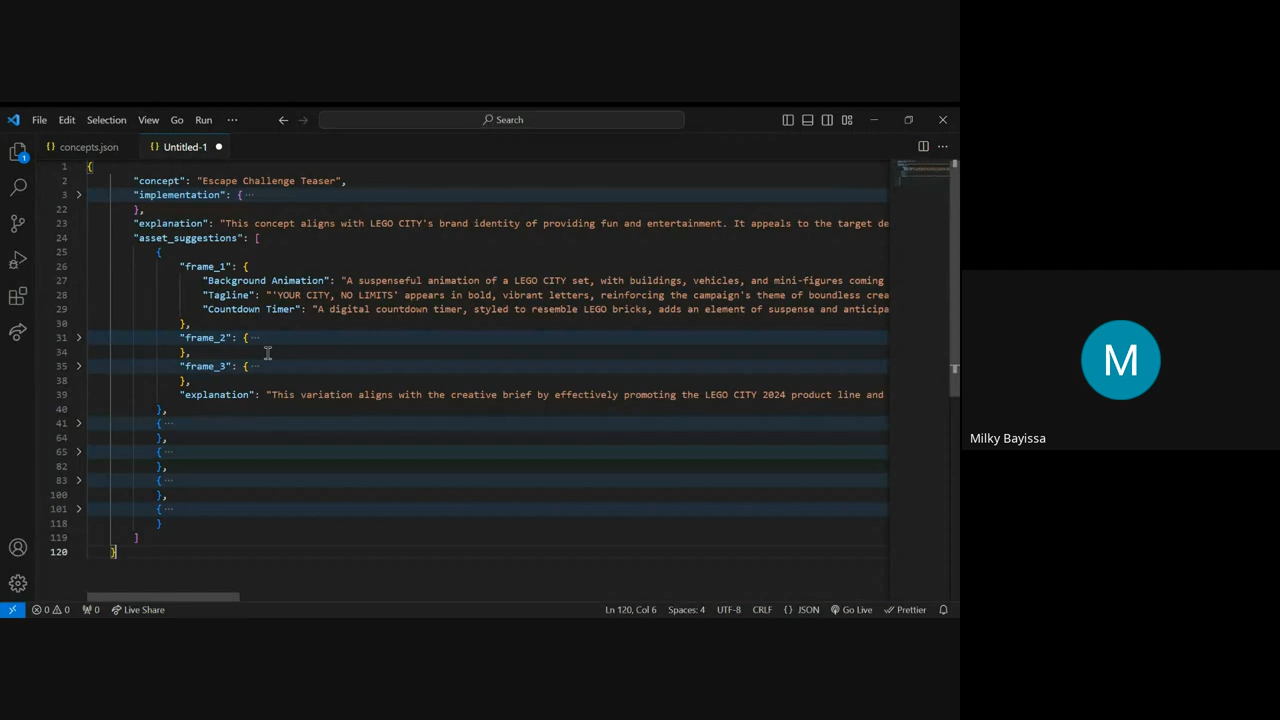 File Edit Selection View Go Run ··· Search
concepts.json Untitled-1
1 {
2 "concept": "Escape Challenge Teaser",
3 "implementation": { ···
22 },
23 "explanation": "This concept aligns with LEGO CITY's brand identity of providing fun and entertainment. It appeals to the target de
24 "asset_suggestions": [
25 {
26 "frame_1": {
27 "Background Animation": "A suspenseful animation of a LEGO CITY set, with buildings, vehicles, and mini-figures coming
28 "Tagline": "'YOUR CITY, NO LIMITS' appears in bold, vibrant letters, reinforcing the campaign's theme of boundless crea
29 "Countdown Timer": "A digital countdown timer, styled to resemble LEGO bricks, adds an element of suspense and anticipa
30 },
31 "frame_2": { ···
34 },
35 "frame_3": { ···
38 },
39 "explanation": "This variation aligns with the creative brief by effectively promoting the LEGO CITY 2024 product line and
40 },
41 { ···
64 },
65 { ···
82 },
83 { ···
100 },
101 { ···
118 }
119 ]
120 }
0 0 0 Live Share Ln 120, Col 6 Spaces: 4 UTF-8 CRLF {} JSON Go Live Prettier
1
M
Milky Bayissa